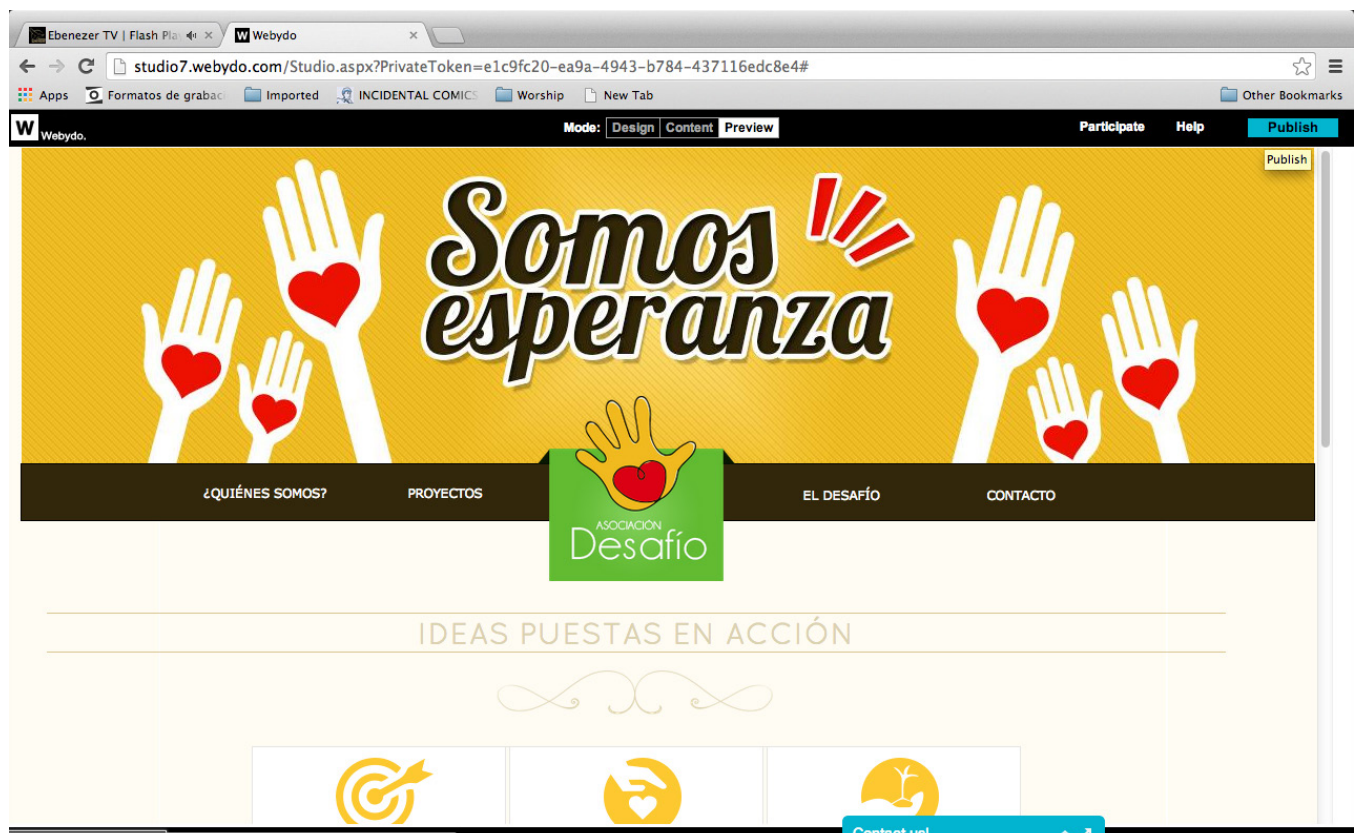 Ebenezer TV | Flash Pla
W Webydo
studio7.webydo.com/Studio.aspx?PrivateToken=e1c9fc20-ea9a-4943-b784-437116edc8e4#
Apps Formatos de grabac Imported INCIDENTAL COMICS Worship New Tab Other Bookmarks
W Webydo. Mode: Design Content Preview Participate Help Publish
Publish
Somos
esperanza
¿QUIÉNES SOMOS? PROYECTOS EL DESAFÍO CONTACTO
ASOCIACIÓN
Desafío
IDEAS PUESTAS EN ACCIÓN
Contact us!